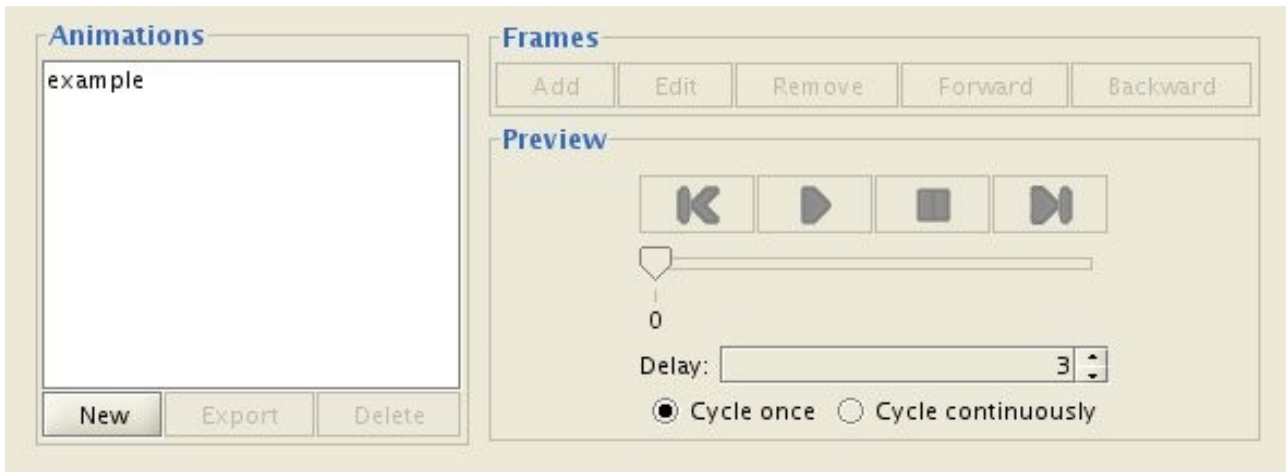 Animations
example
New Export Delete
Frames
Add Edit Remove Forward Backward
Preview
0
Delay: 3
Cycle once Cycle continuously